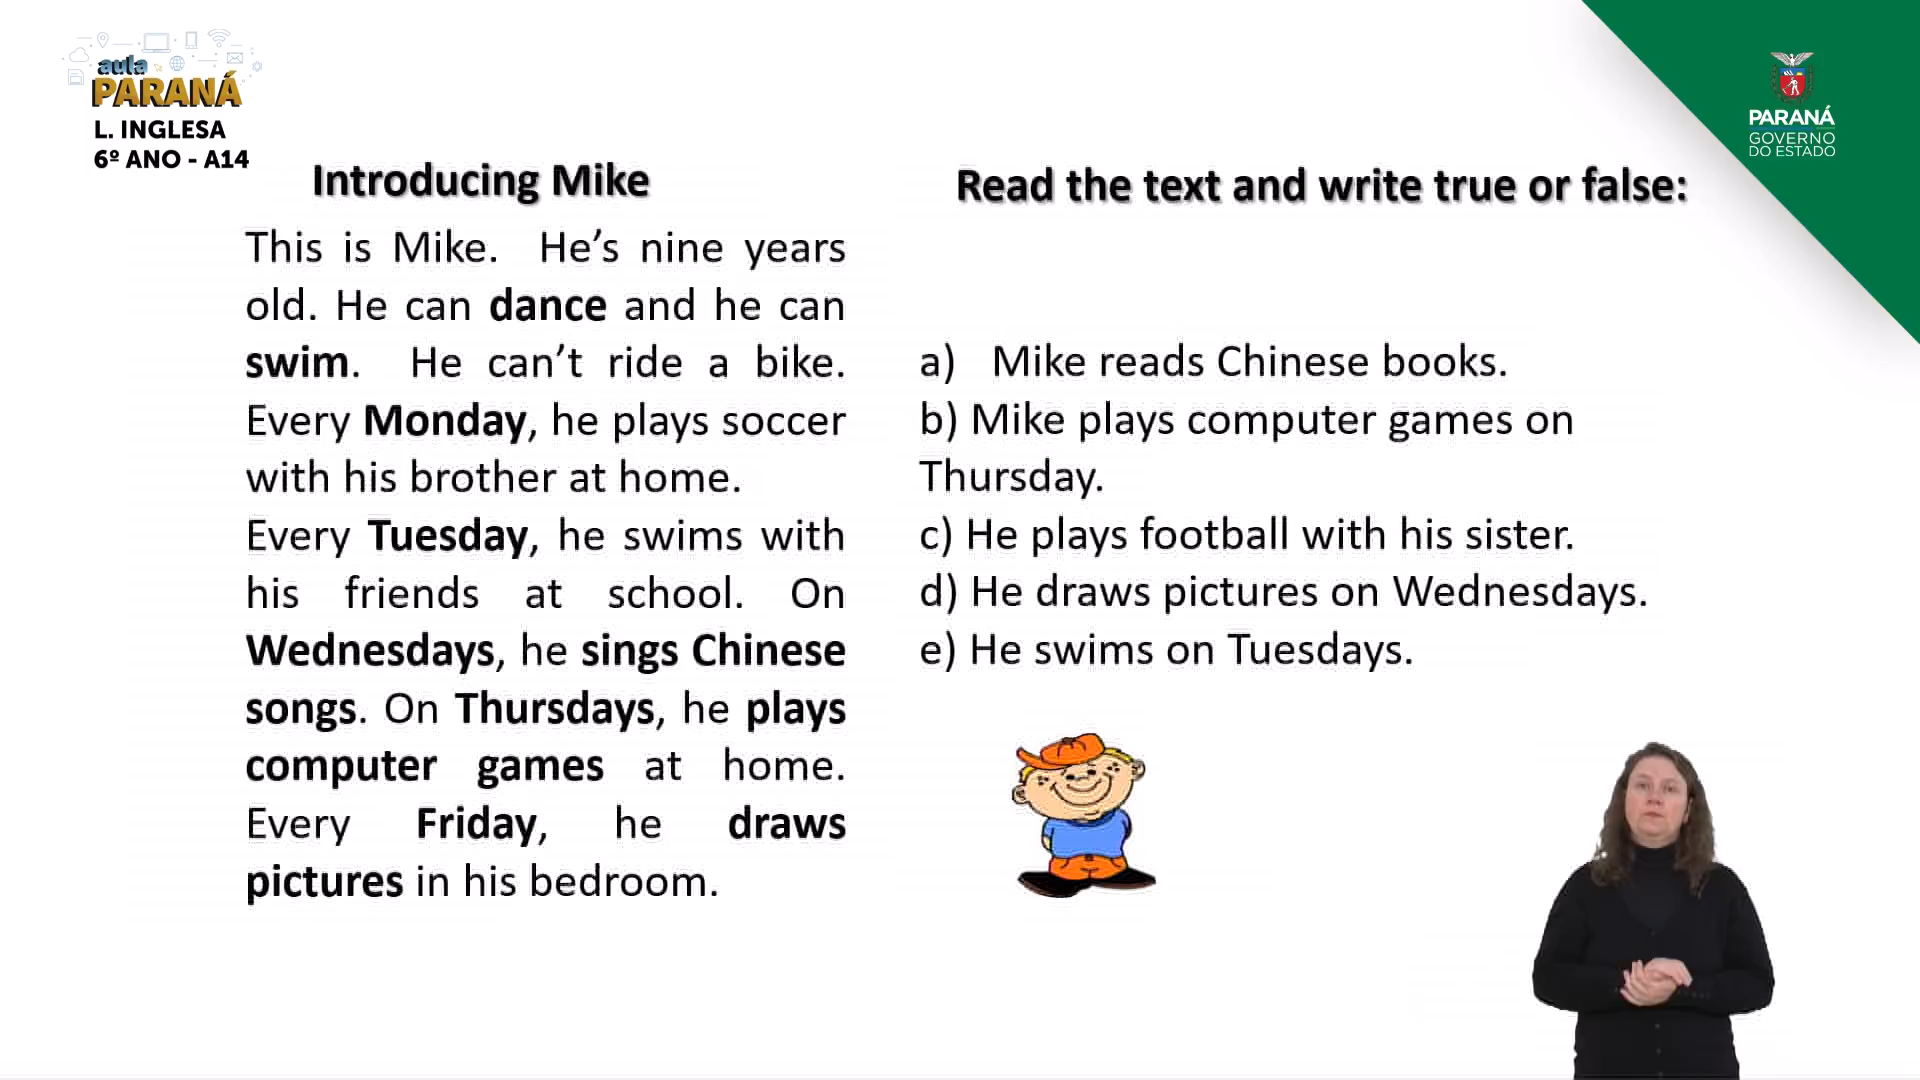 aula
PARANÁ
L. INGLESA
6º ANO - A14
PARANÁ
GOVERNO
DO ESTADO
Introducing Mike
This is Mike. He’s nine years
old. He can dance and he can
swim. He can’t ride a bike.
Every Monday, he plays soccer
with his brother at home.
Every Tuesday, he swims with
his friends at school. On
Wednesdays, he sings Chinese
songs. On Thursdays, he plays
computer games at home.
Every Friday, he draws
pictures in his bedroom.
Read the text and write true or false:
a) Mike reads Chinese books.
b) Mike plays computer games on
Thursday.
c) He plays football with his sister.
d) He draws pictures on Wednesdays.
e) He swims on Tuesdays.